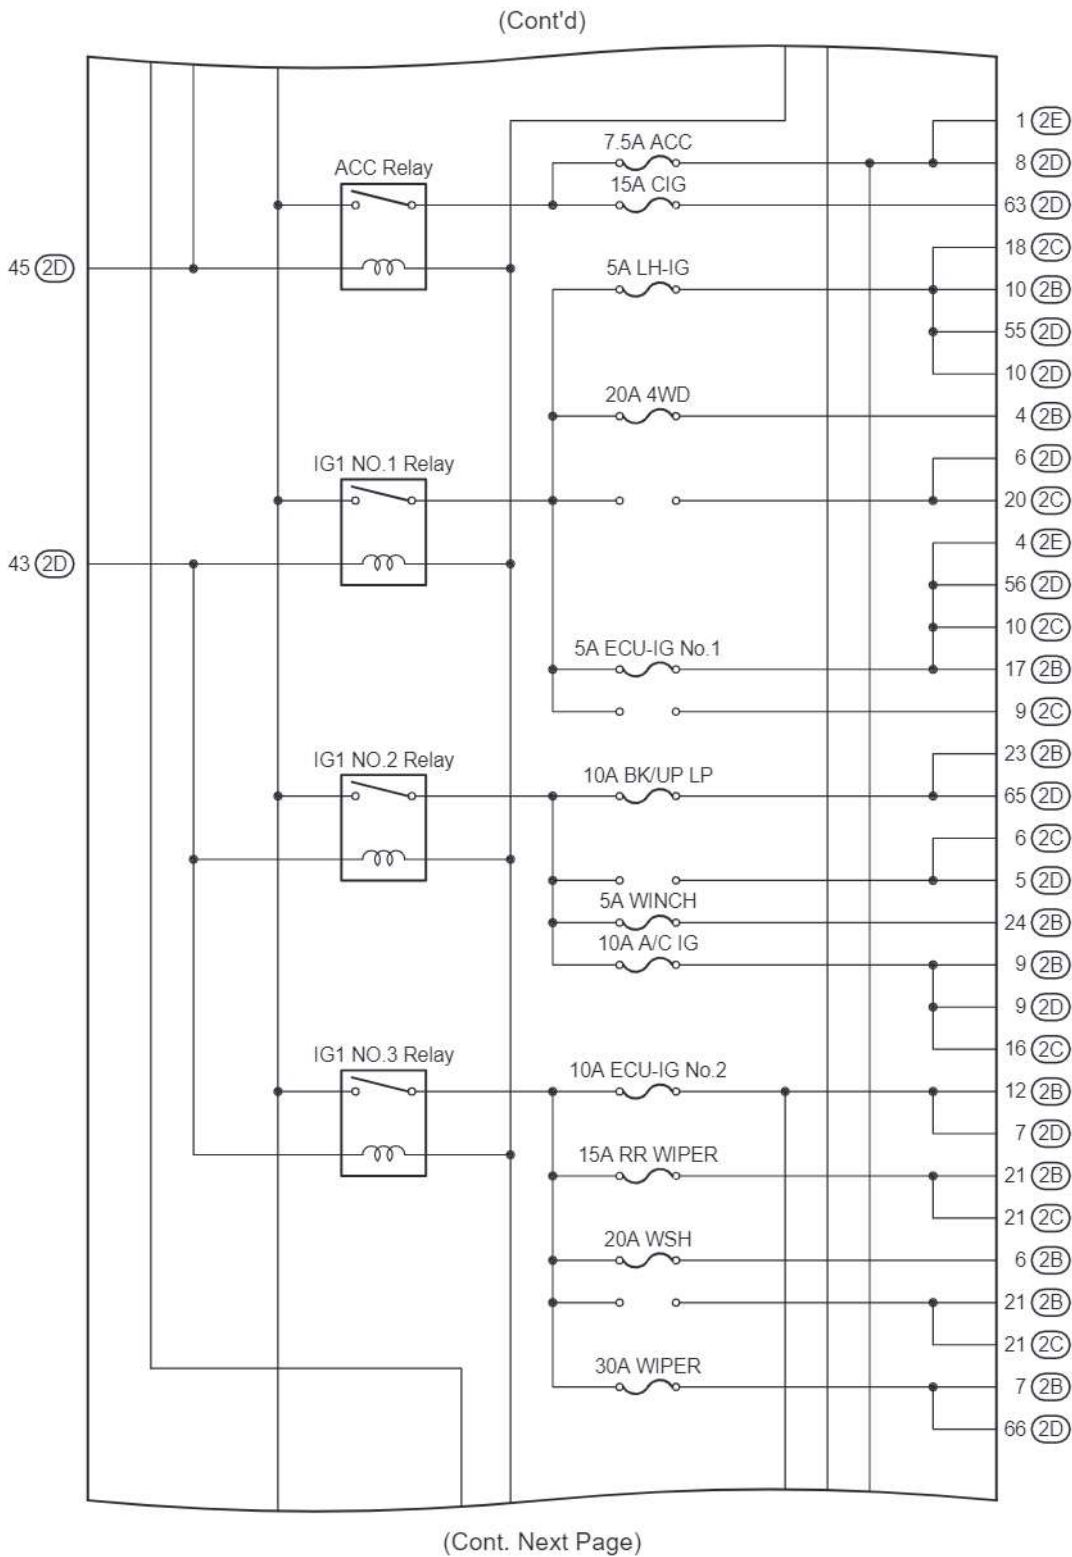 (Cont'd)
1 2E
7.5A ACC
8 2D
ACC Relay
15A CIG
63 2D
18 2C
45 2D
5A LH-IG
10 2B
55 2D
10 2D
20A 4WD
4 2B
6 2D
IG1 NO.1 Relay
20 2C
4 2E
43 2D
56 2D
10 2C
5A ECU-IG No.1
17 2B
9 2C
23 2B
IG1 NO.2 Relay
10A BK/UP LP
65 2D
6 2C
5 2D
5A WINCH
24 2B
10A A/C IG
9 2B
9 2D
16 2C
IG1 NO.3 Relay
10A ECU-IG No.2
12 2B
7 2D
15A RR WIPER
21 2B
21 2C
20A WSH
6 2B
21 2B
21 2C
30A WIPER
7 2B
66 2D
(Cont. Next Page)